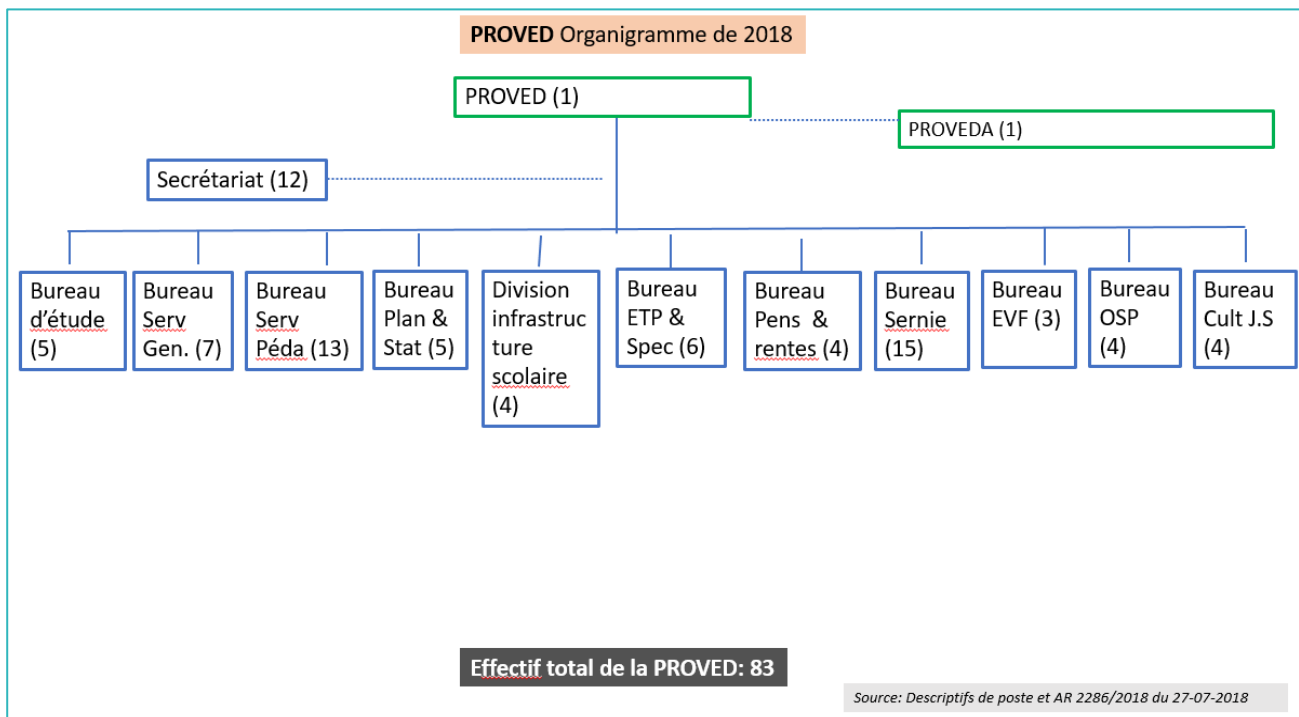 PROVED Organigramme de 2018
PROVED (1)
PROVEDA (1)
Secrétariat (12)
Bureau
d’étude
(5)
Bureau
Serv
Gen. (7)
Bureau
Serv
Péda (13)
Bureau
Plan &
Stat (5)
Division
infrastruc
ture
scolaire
(4)
Bureau
ETP &
Spec (6)
Bureau
Pens & 
rentes (4)
Bureau
Sernie
(15)
Bureau
EVF (3)
Bureau
OSP
(4)
Bureau
Cult J.S
(4)
Effectif total de la PROVED: 83
Source: Descriptifs de poste et AR 2286/2018 du 27-07-2018